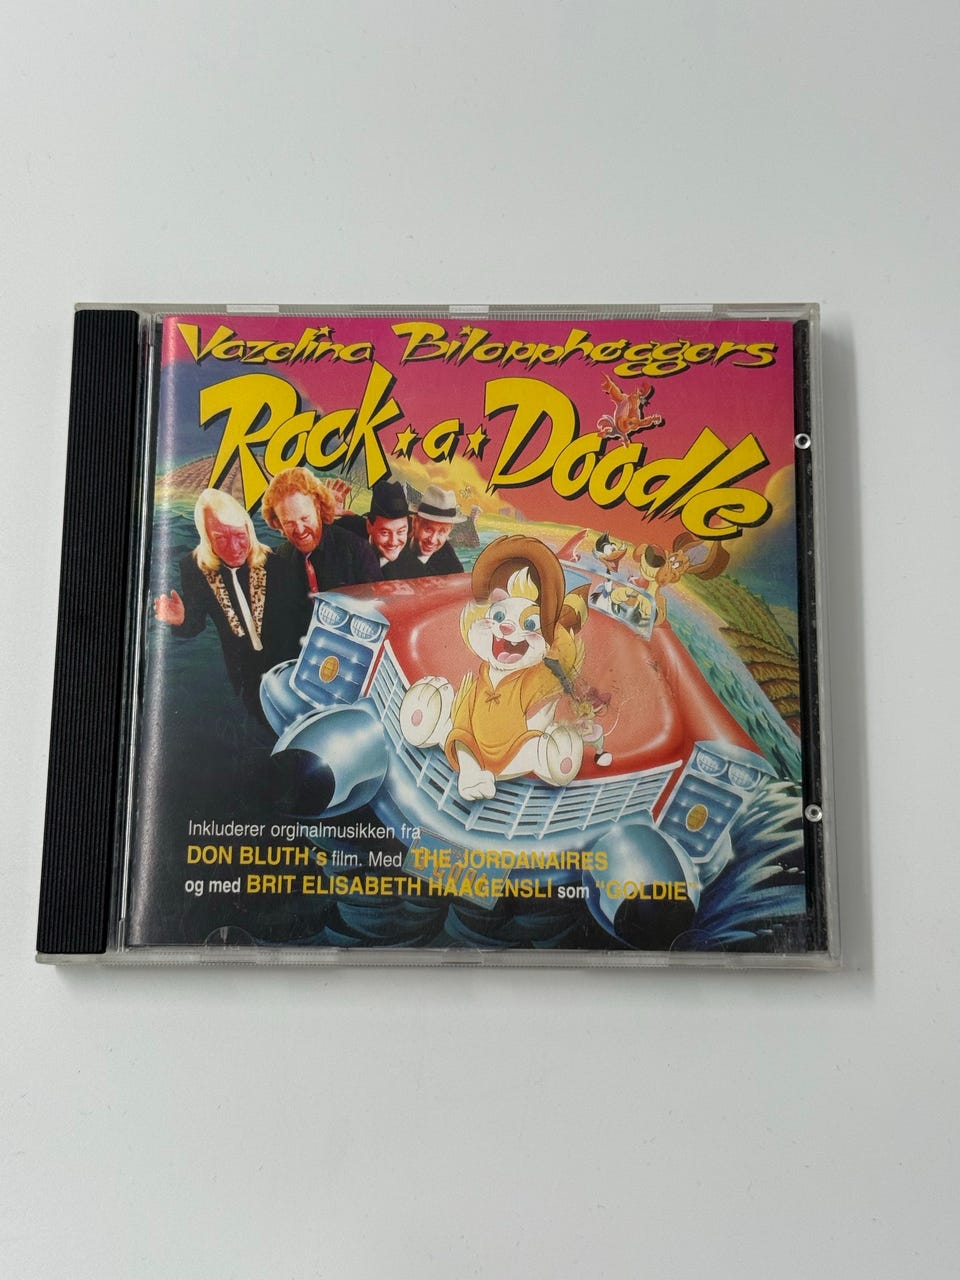 Vazelina Bilopphøggers
Rock ★ a ★ Doodle
Inkluderer orginalmusikken fra
DON BLUTH´s film. Med THE JORDANAIRES
og med BRIT ELISABETH HAAGENSLI som "GOLDIE"